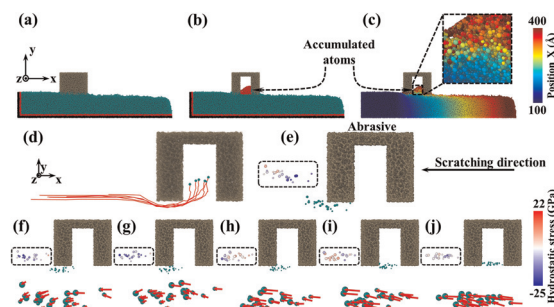 (a)
(b)
(c)
400
Position X (Å)
100
y
z
x
Accumulated
atoms
(d)
(e)
Abrasive
Scratching direction
y
z
x
22
Hydrostatic stress (GPa)
-25
(f)
(g)
(h)
(i)
(j)